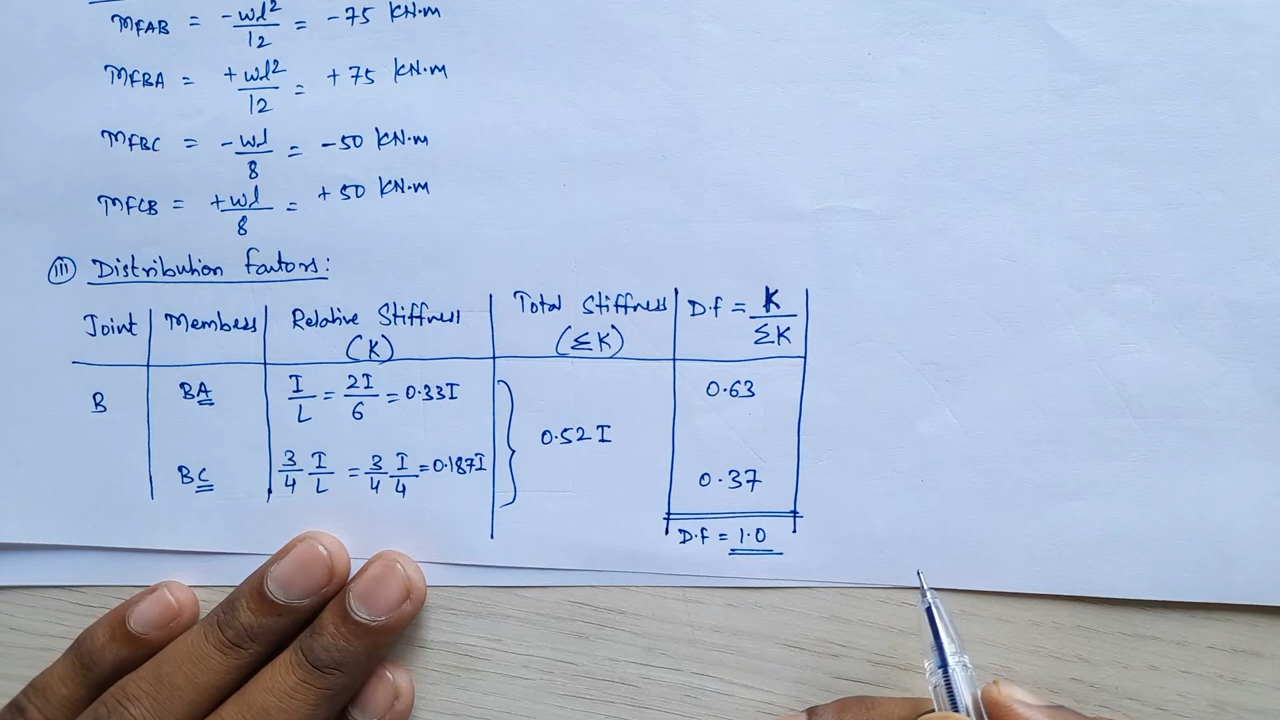 MFAB = -wl²/12 = -75 KN.m
MFBA = +wl²/12 = +75 KN.m
MFBC = -Wl/8 = -50 KN.m
MFCB = +Wl/8 = +50 KN.m
(III) Distribution factors:
Joint | Members | Relative Stiffness (K) | Total Stiffness (ΣK) | D.f = K/ΣK
B | BA | I/L = 2I/6 = 0.33I | 0.52 I | 0.63
BC | 3/4 I/L = 3/4 I/4 = 0.187I | 0.37
D.f = 1.0